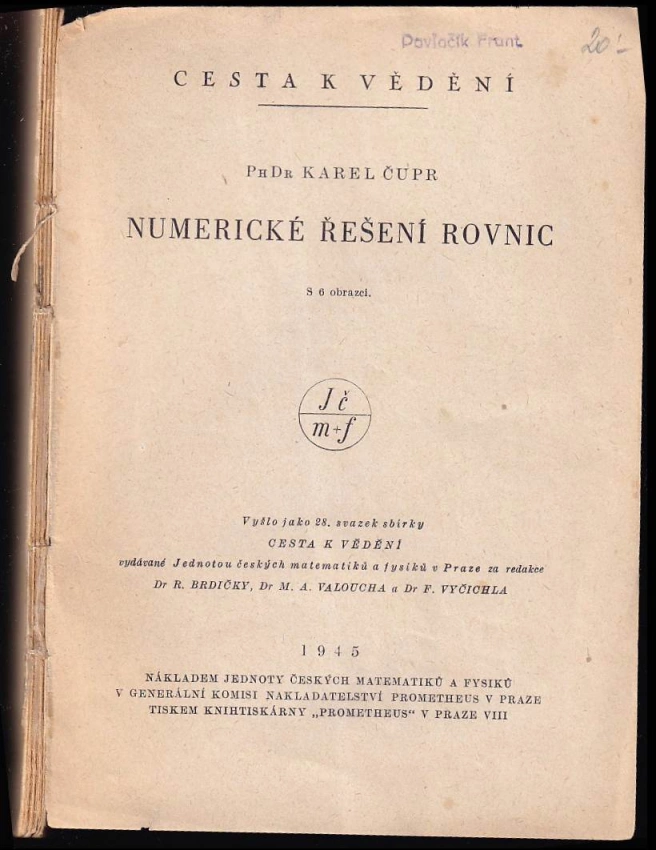 Pavlačík Frant.
20'-
CESTA K VĚDĚNÍ
PHDR KAREL ČUPR
NUMERICKÉ ŘEŠENÍ ROVNIC
S 6 obrazci.
J č
m+f
Vyšlo jako 28. svazek sbírky
CESTA K VĚDĚNÍ
vydávané Jednotou českých matematiků a fysiků v Praze za redakce
Dr R. BRDIČKY, Dr M. A. VALOUCHA a Dr F. VYČICHLA
1945
NÁKLADEM JEDNOTY ČESKÝCH MATEMATIKŮ A FYSIKŮ
V GENERÁLNÍ KOMISI NAKLADATELSTVÍ PROMETHEUS V PRAZE
TISKEM KNIHTISKÁRNY „PROMETHEUS“ V PRAZE VIII